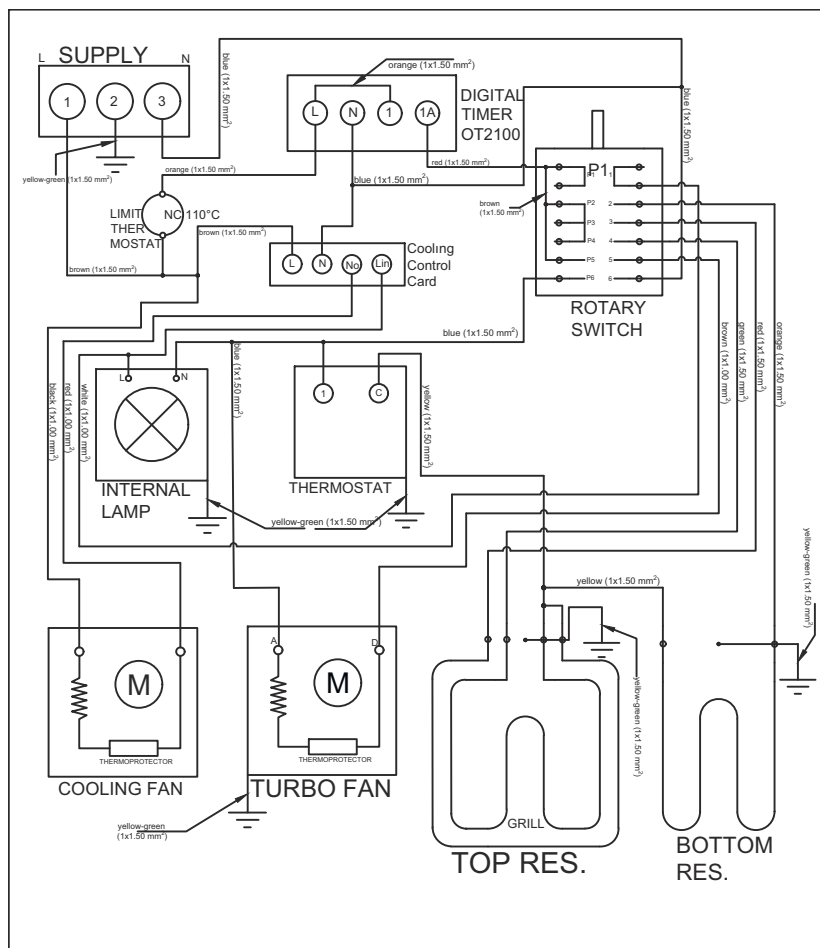 SUPPLY
L
N
1
2
3
blue (1x1.50 mm²)
orange (1x1.50 mm²)
L
N
1
1A
DIGITAL
TIMER
OT2100
blue (1x1.50 mm²)
yellow-green (1x1.50 mm²)
orange (1x1.50 mm²)
red (1x1.50 mm²)
blue (1x1.50 mm²)
brown
(1x1.50 mm²)
P1
P1
1
P2
2
P3
3
P4
4
P5
5
P6
6
ROTARY
SWITCH
LIMIT
THER
MOSTAT
NC 110°C
brown (1x1.50 mm²)
brown (1x1.50 mm²)
L
N
No
Lin
Cooling
Control
Card
blue (1x1.50 mm²)
blue (1x1.50 mm²)
black (1x1.00 mm²)
red (1x1.00 mm²)
white (1x1.00 mm²)
L
N
INTERNAL
LAMP
1
C
THERMOSTAT
yellow (1x1.50 mm²)
brown (1x1.00 mm²)
green (1x1.50 mm²)
red (1x1.50 mm²)
orange (1x1.50 mm²)
yellow-green (1x1.50 mm²)
yellow-green (1x1.50 mm²)
yellow (1x1.50 mm²)
yellow-green (1x1.50 mm²)
M
THERMOPROTECTOR
COOLING FAN
A
D
M
THERMOPROTECTOR
TURBO FAN
yellow-green
(1x1.50 mm²)
GRILL
TOP RES.
BOTTOM
RES.